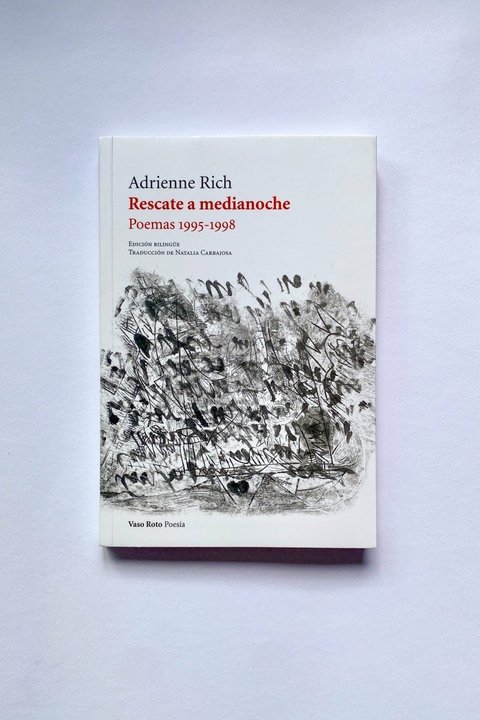 Adrienne Rich
Rescate a medianoche
Poemas 1995-1998
Edición bilingüe
Traducción de Natalia Carbajosa
Vaso Roto Poesía